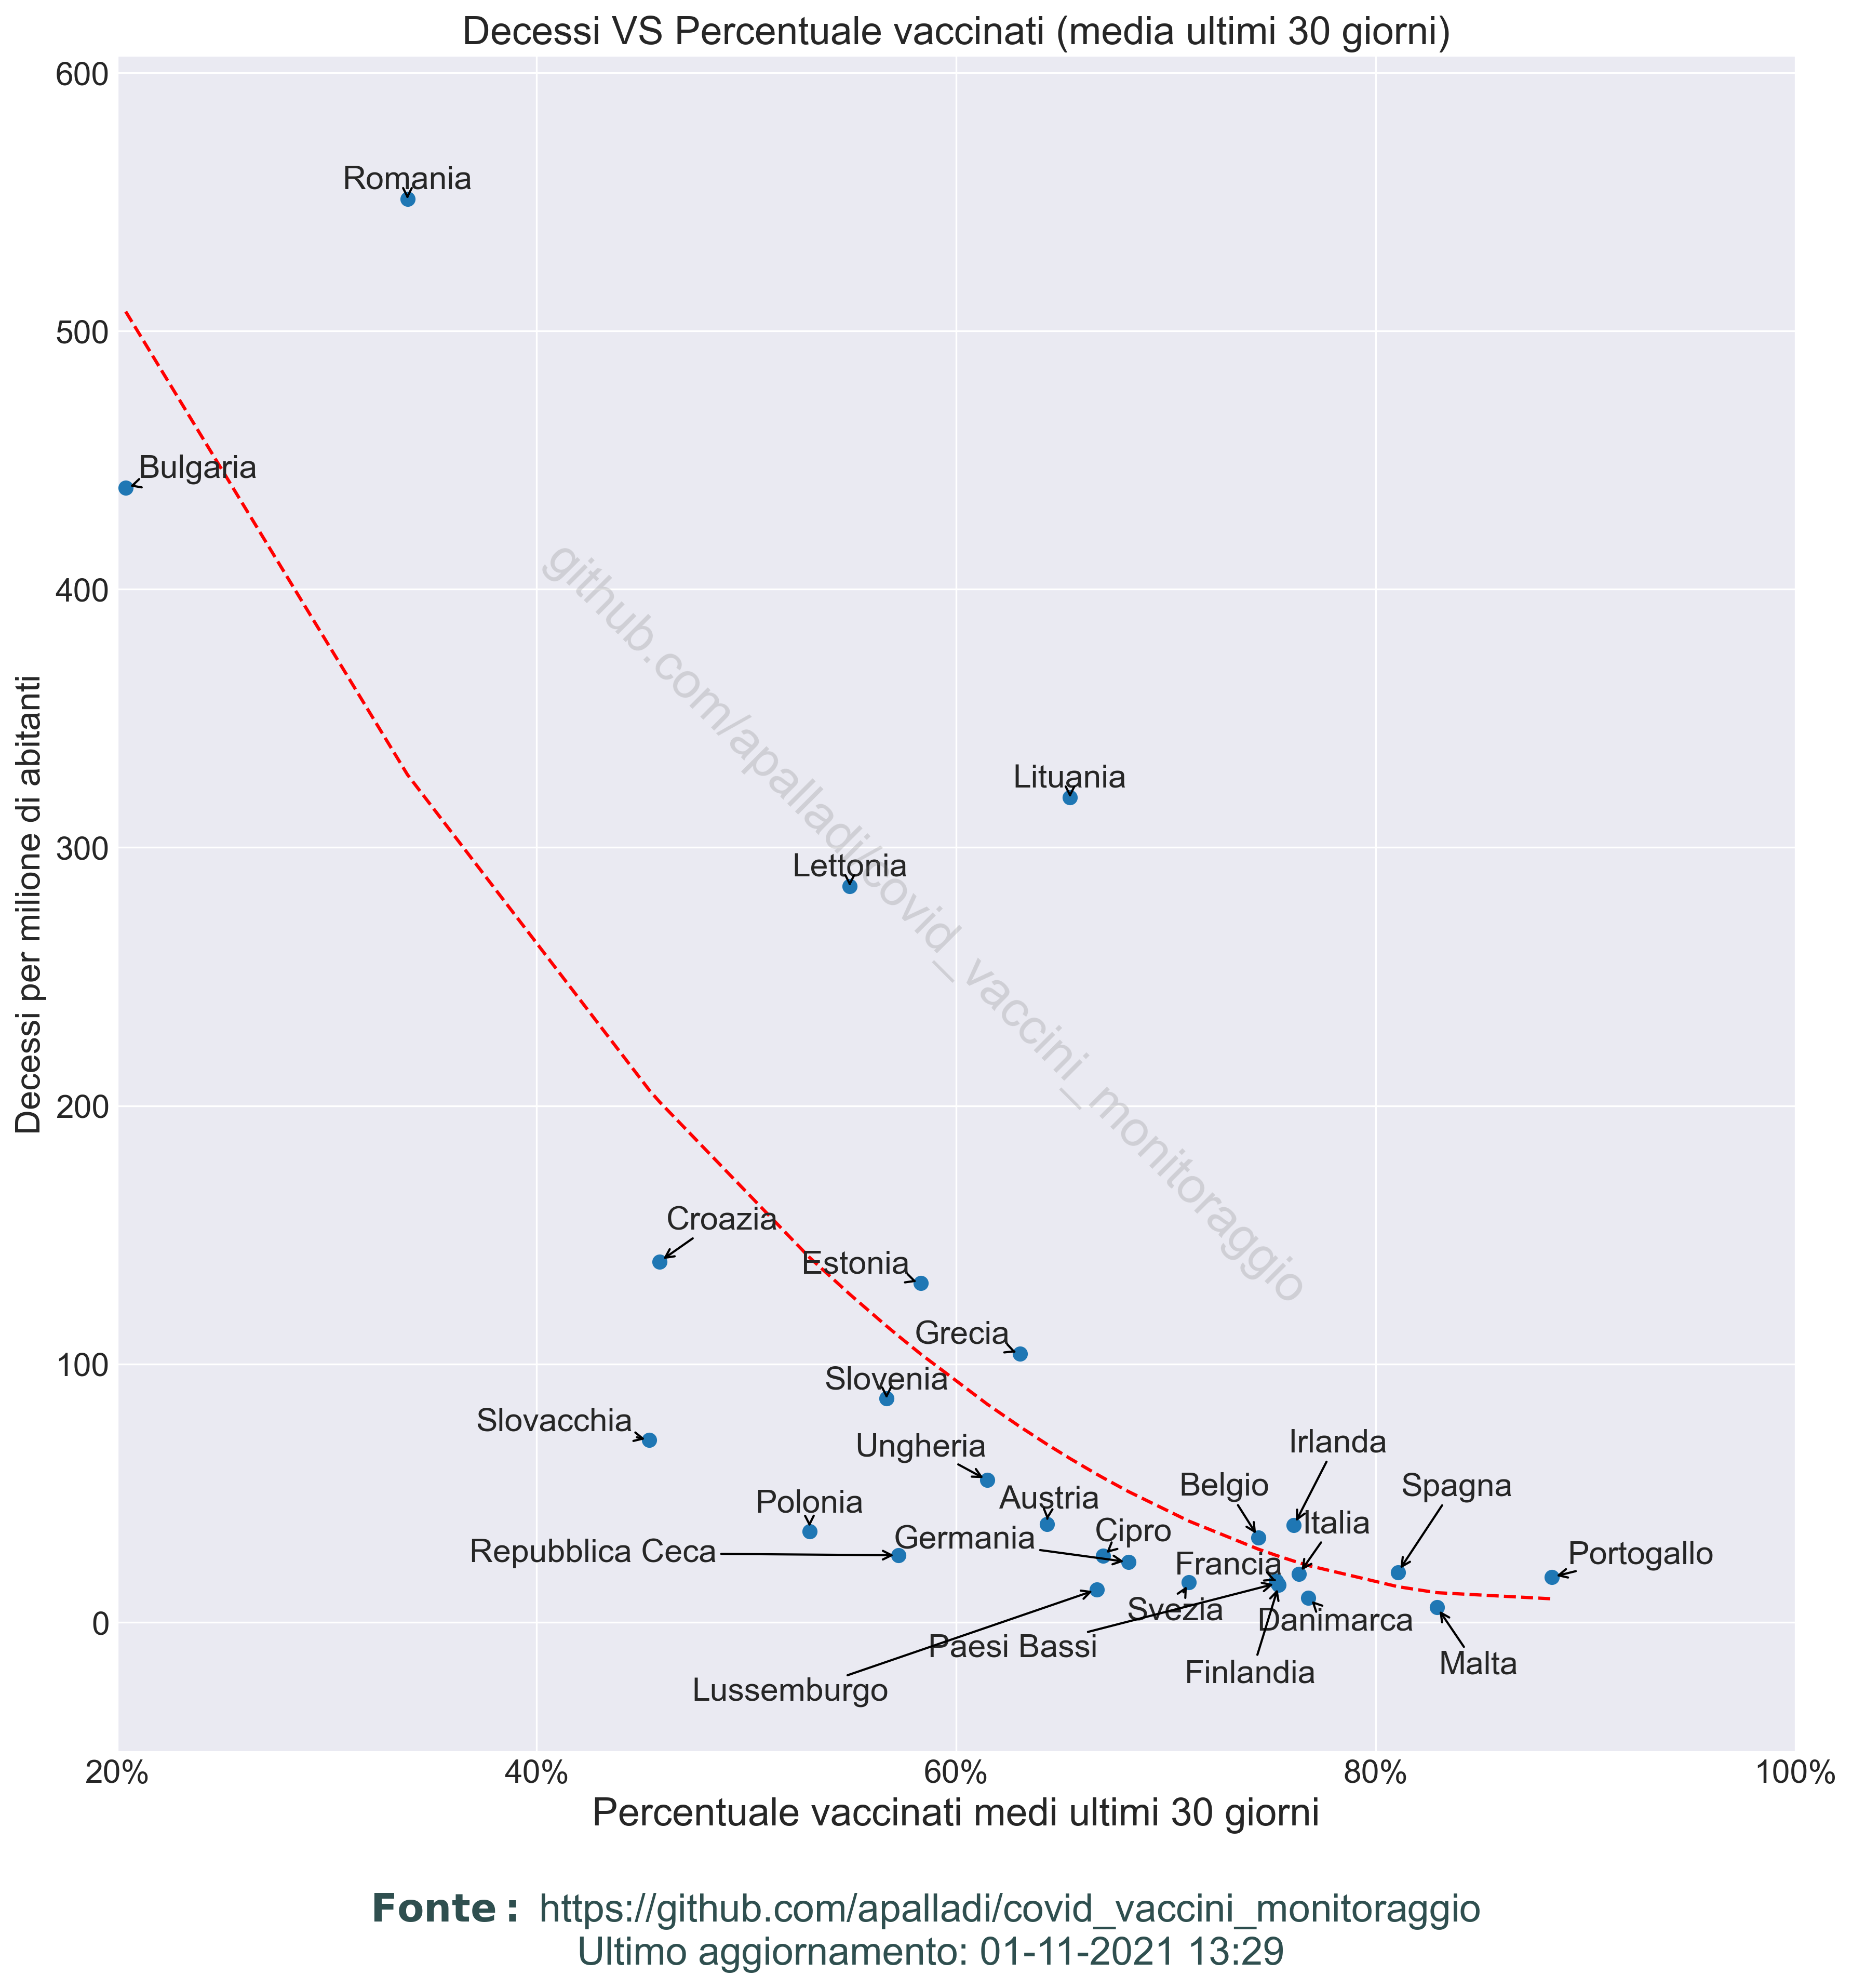 Decessi VS Percentuale vaccinati (media ultimi 30 giorni)
600
500
400
300
200
100
0
Decessi per milione di abitanti
Romania
Bulgaria
github.com/apalladi/covid_vaccini_monitoraggio
Lituania
Lettonia
Croazia
Estonia
Grecia
Slovenia
Slovacchia
Ungheria
Irlanda
Belgio
Spagna
Polonia
Austria
Italia
Cipro
Germania
Repubblica Ceca
Francia
Portogallo
Svezia
Danimarca
Paesi Bassi
Finlandia
Malta
Lussemburgo
20%
40%
60%
80%
100%
Percentuale vaccinati medi ultimi 30 giorni
Fonte: https://github.com/apalladi/covid_vaccini_monitoraggio
Ultimo aggiornamento: 01-11-2021 13:29